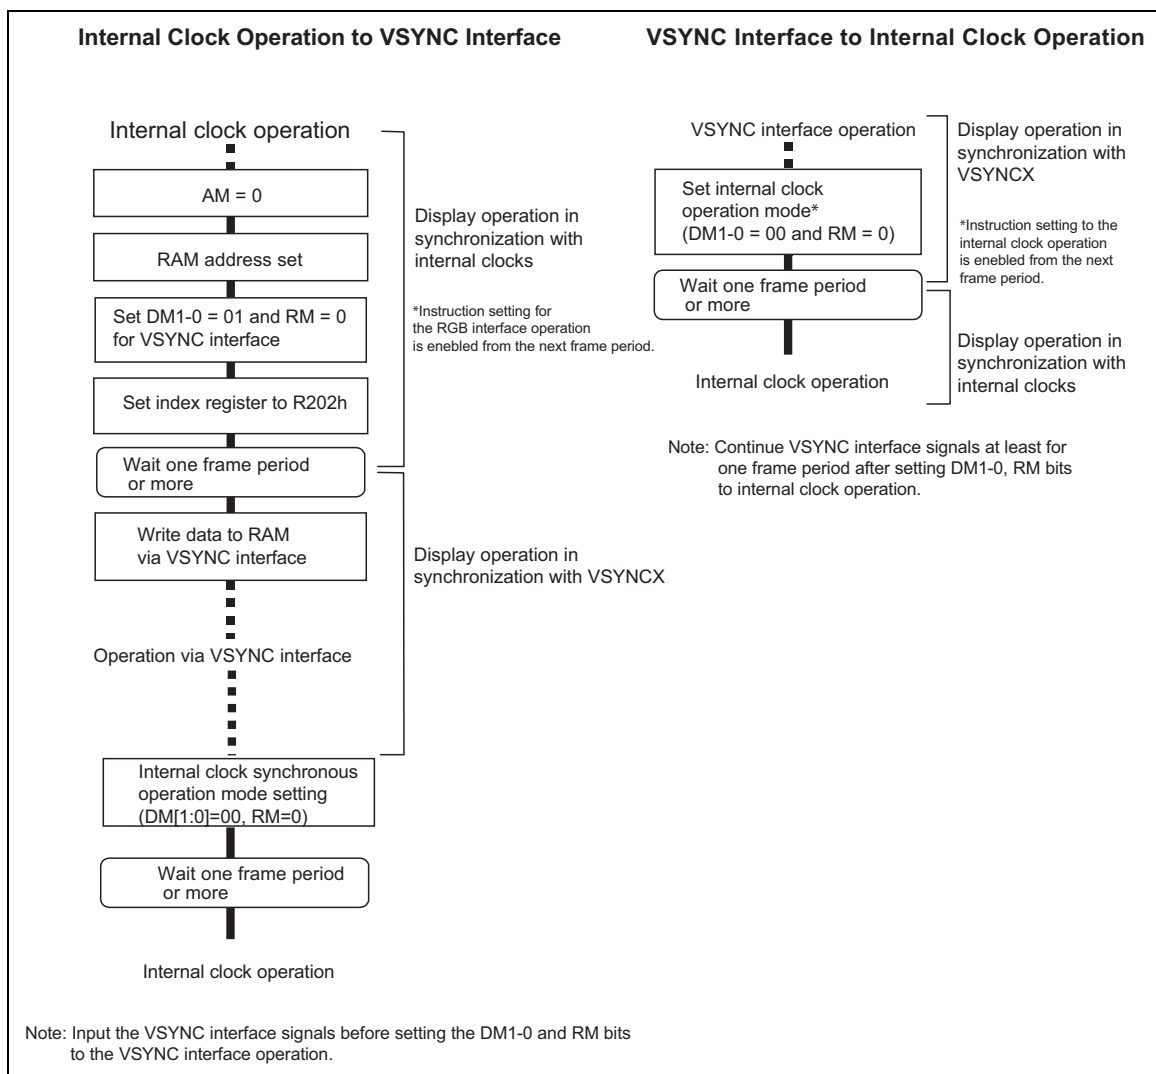 Internal Clock Operation to VSYNC Interface
Internal clock operation
AM = 0
RAM address set
Set DM1-0 = 01 and RM = 0
for VSYNC interface
Set index register to R202h
Wait one frame period
or more
Write data to RAM
via VSYNC interface
Operation via VSYNC interface
Internal clock synchronous
operation mode setting
(DM[1:0]=00, RM=0)
Wait one frame period
or more
Internal clock operation
Display operation in
synchronization with
internal clocks
*Instruction setting for
the RGB interface operation
is enabled from the next frame period.
Display operation in
synchronization with VSYNCX
Note: Input the VSYNC interface signals before setting the DM1-0 and RM bits
to the VSYNC interface operation.
VSYNC Interface to Internal Clock Operation
VSYNC interface operation
Set internal clock
operation mode*
(DM1-0 = 00 and RM = 0)
Wait one frame period
or more
Internal clock operation
Display operation in
synchronization with
VSYNCX
*Instruction setting to the
internal clock operation
is enabled from the next
frame period.
Display operation in
synchronization with
internal clocks
Note: Continue VSYNC interface signals at least for
one frame period after setting DM1-0, RM bits
to internal clock operation.